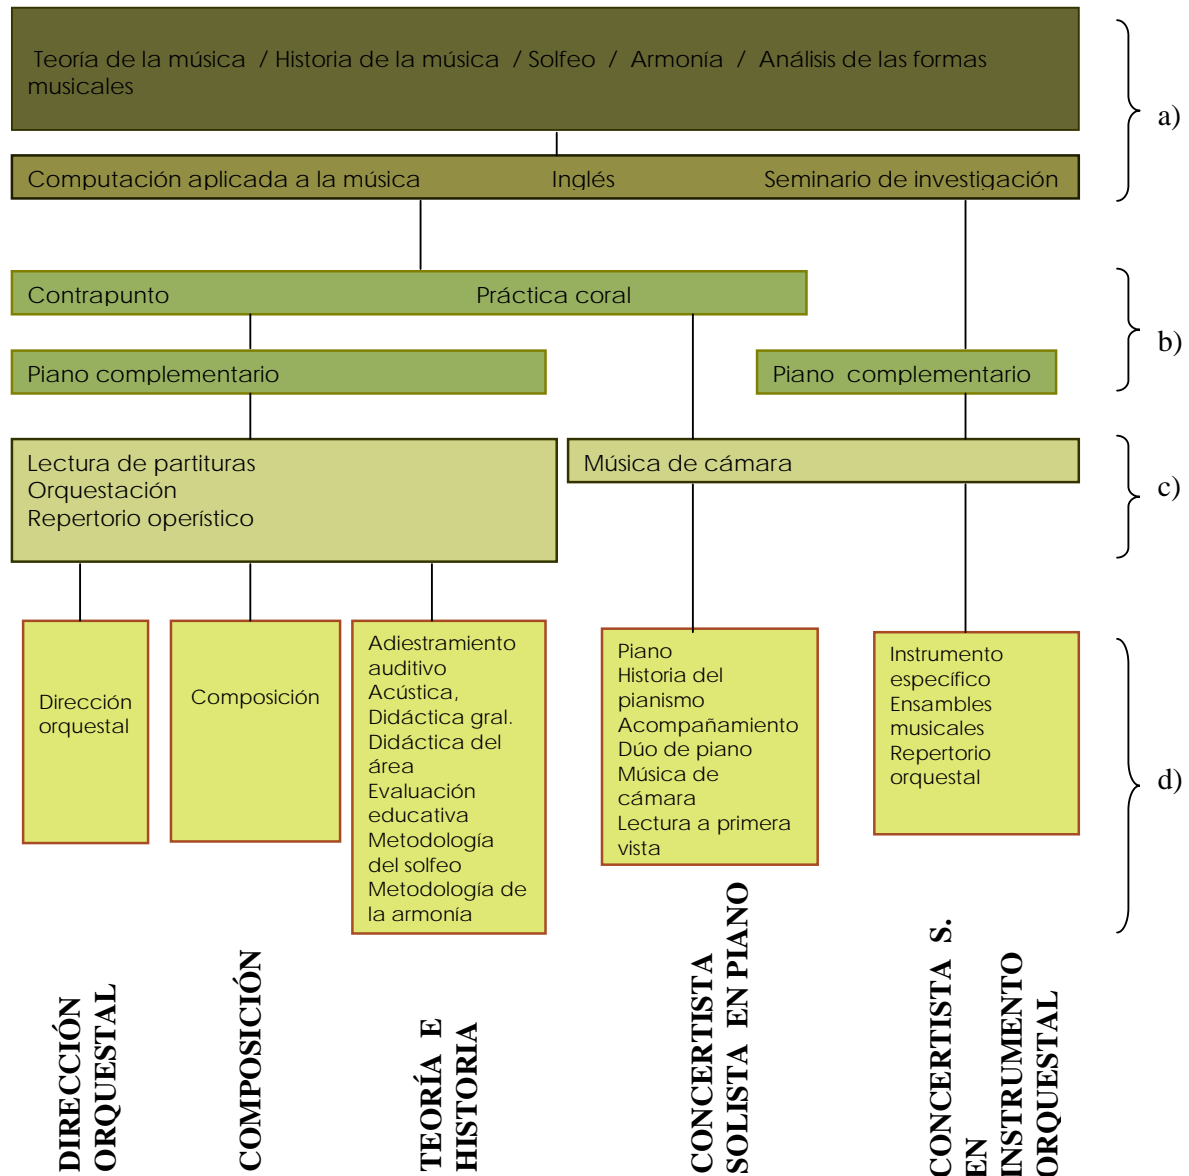 Teoría de la música / Historia de la música / Solfeo / Armonía / Análisis de las formas
musicales
a)
Computación aplicada a la música Inglés Seminario de investigación
Contrapunto Práctica coral
b)
Piano complementario Piano complementario
Lectura de partituras
Orquestación
Repertorio operístico
Música de cámara
c)
Dirección
orquestal
Composición
Adiestramiento
auditivo
Acústica,
Didáctica gral.
Didáctica del
área
Evaluación
educativa
Metodología
del solfeo
Metodología de
la armonía
Piano
Historia del
pianismo
Acompañamiento
Dúo de piano
Música de
cámara
Lectura a primera
vista
Instrumento
específico
Ensambles
musicales
Repertorio
orquestal
d)
DIRECCIÓN
ORQUESTAL
COMPOSICIÓN
TEORÍA E
HISTORIA
CONCERTISTA
SOLISTA EN PIANO
CONCERTISTA S.
EN
INSTRUMENTO
ORQUESTAL